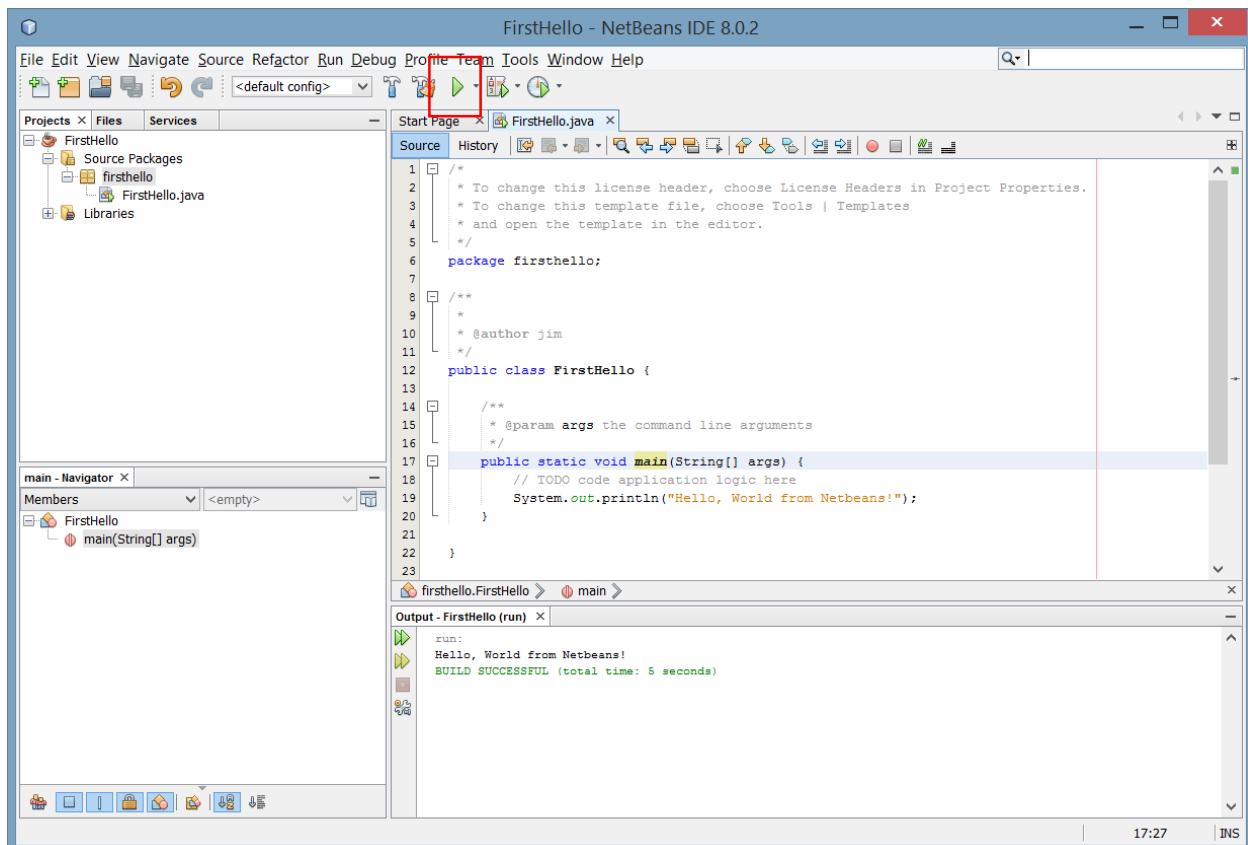 FirstHello - NetBeans IDE 8.0.2
File Edit View Navigate Source Refactor Run Debug Profile Team Tools Window Help
<default config>
Projects Files Services
FirstHello
Source Packages
firsthello
FirstHello.java
Libraries
main - Navigator
Members <empty>
FirstHello
main(String[] args)
Start Page FirstHello.java
Source History
1 /*
2 * To change this license header, choose License Headers in Project Properties.
3 * To change this template file, choose Tools | Templates
4 * and open the template in the editor.
5 */
6 package firsthello;
7
8 /**
9 *
10 * @author jim
11 */
12 public class FirstHello {
13
14 /**
15 * @param args the command line arguments
16 */
17 public static void main(String[] args) {
18 // TODO code application logic here
19 System.out.println("Hello, World from Netbeans!");
20 }
21
22 }
23
firsthello.FirstHello main
Output - FirstHello (run)
run:
Hello, World from Netbeans!
BUILD SUCCESSFUL (total time: 5 seconds)
17:27 INS